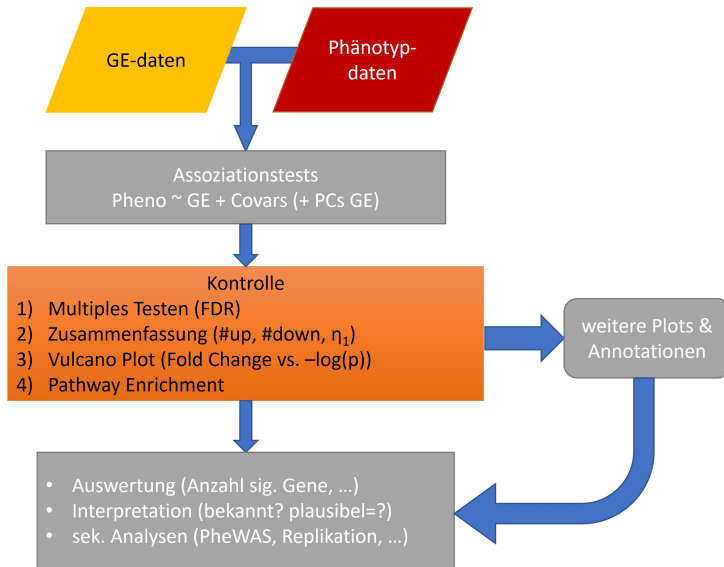 GE-daten
Phänotyp-
daten
Assoziationstests
Pheno ~ GE + Covars (+ PCs GE)
Kontrolle
1) Multiples Testen (FDR)
2) Zusammenfassung (#up, #down, η₁)
3) Vulcano Plot (Fold Change vs. –log(p))
4) Pathway Enrichment
weitere Plots &
Annotationen
• Auswertung (Anzahl sig. Gene, …)
• Interpretation (bekannt? plausibel=?)
• sek. Analysen (PheWAS, Replikation, …)